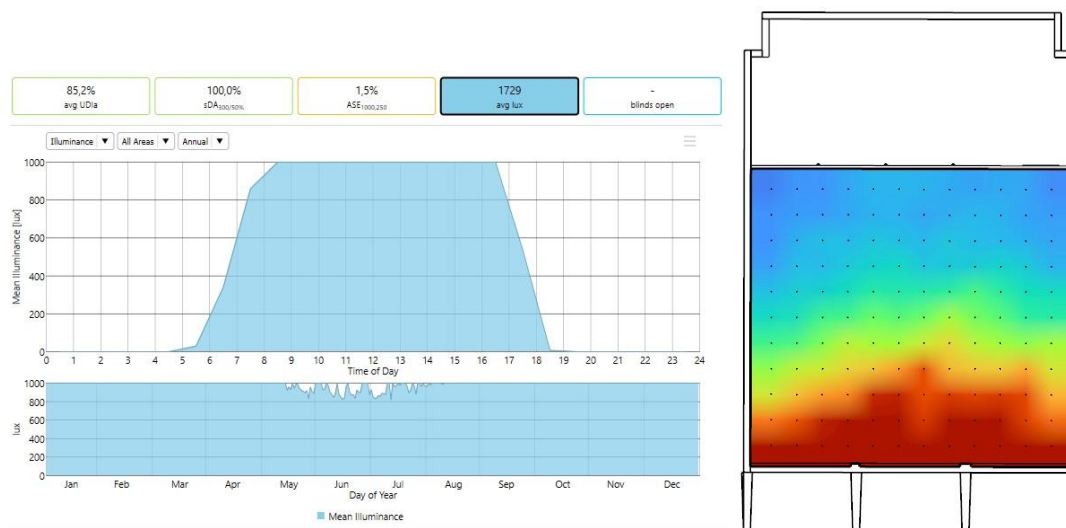 85,2%
avg UDIa
100,0%
sDA300/50%
1,5%
ASE1000,250
1729
avg lux
-
blinds open
Illuminance ▼
All Areas ▼
Annual ▼
Mean Illuminance [lux]
1000
800
600
400
200
0
0 1 2 3 4 5 6 7 8 9 10 11 12 13 14 15 16 17 18 19 20 21 22 23 24
Time of Day
lux
1000
800
600
400
200
0
Jan Feb Mar Apr May Jun Jul Aug Sep Oct Nov Dec
Day of Year
Mean Illuminance